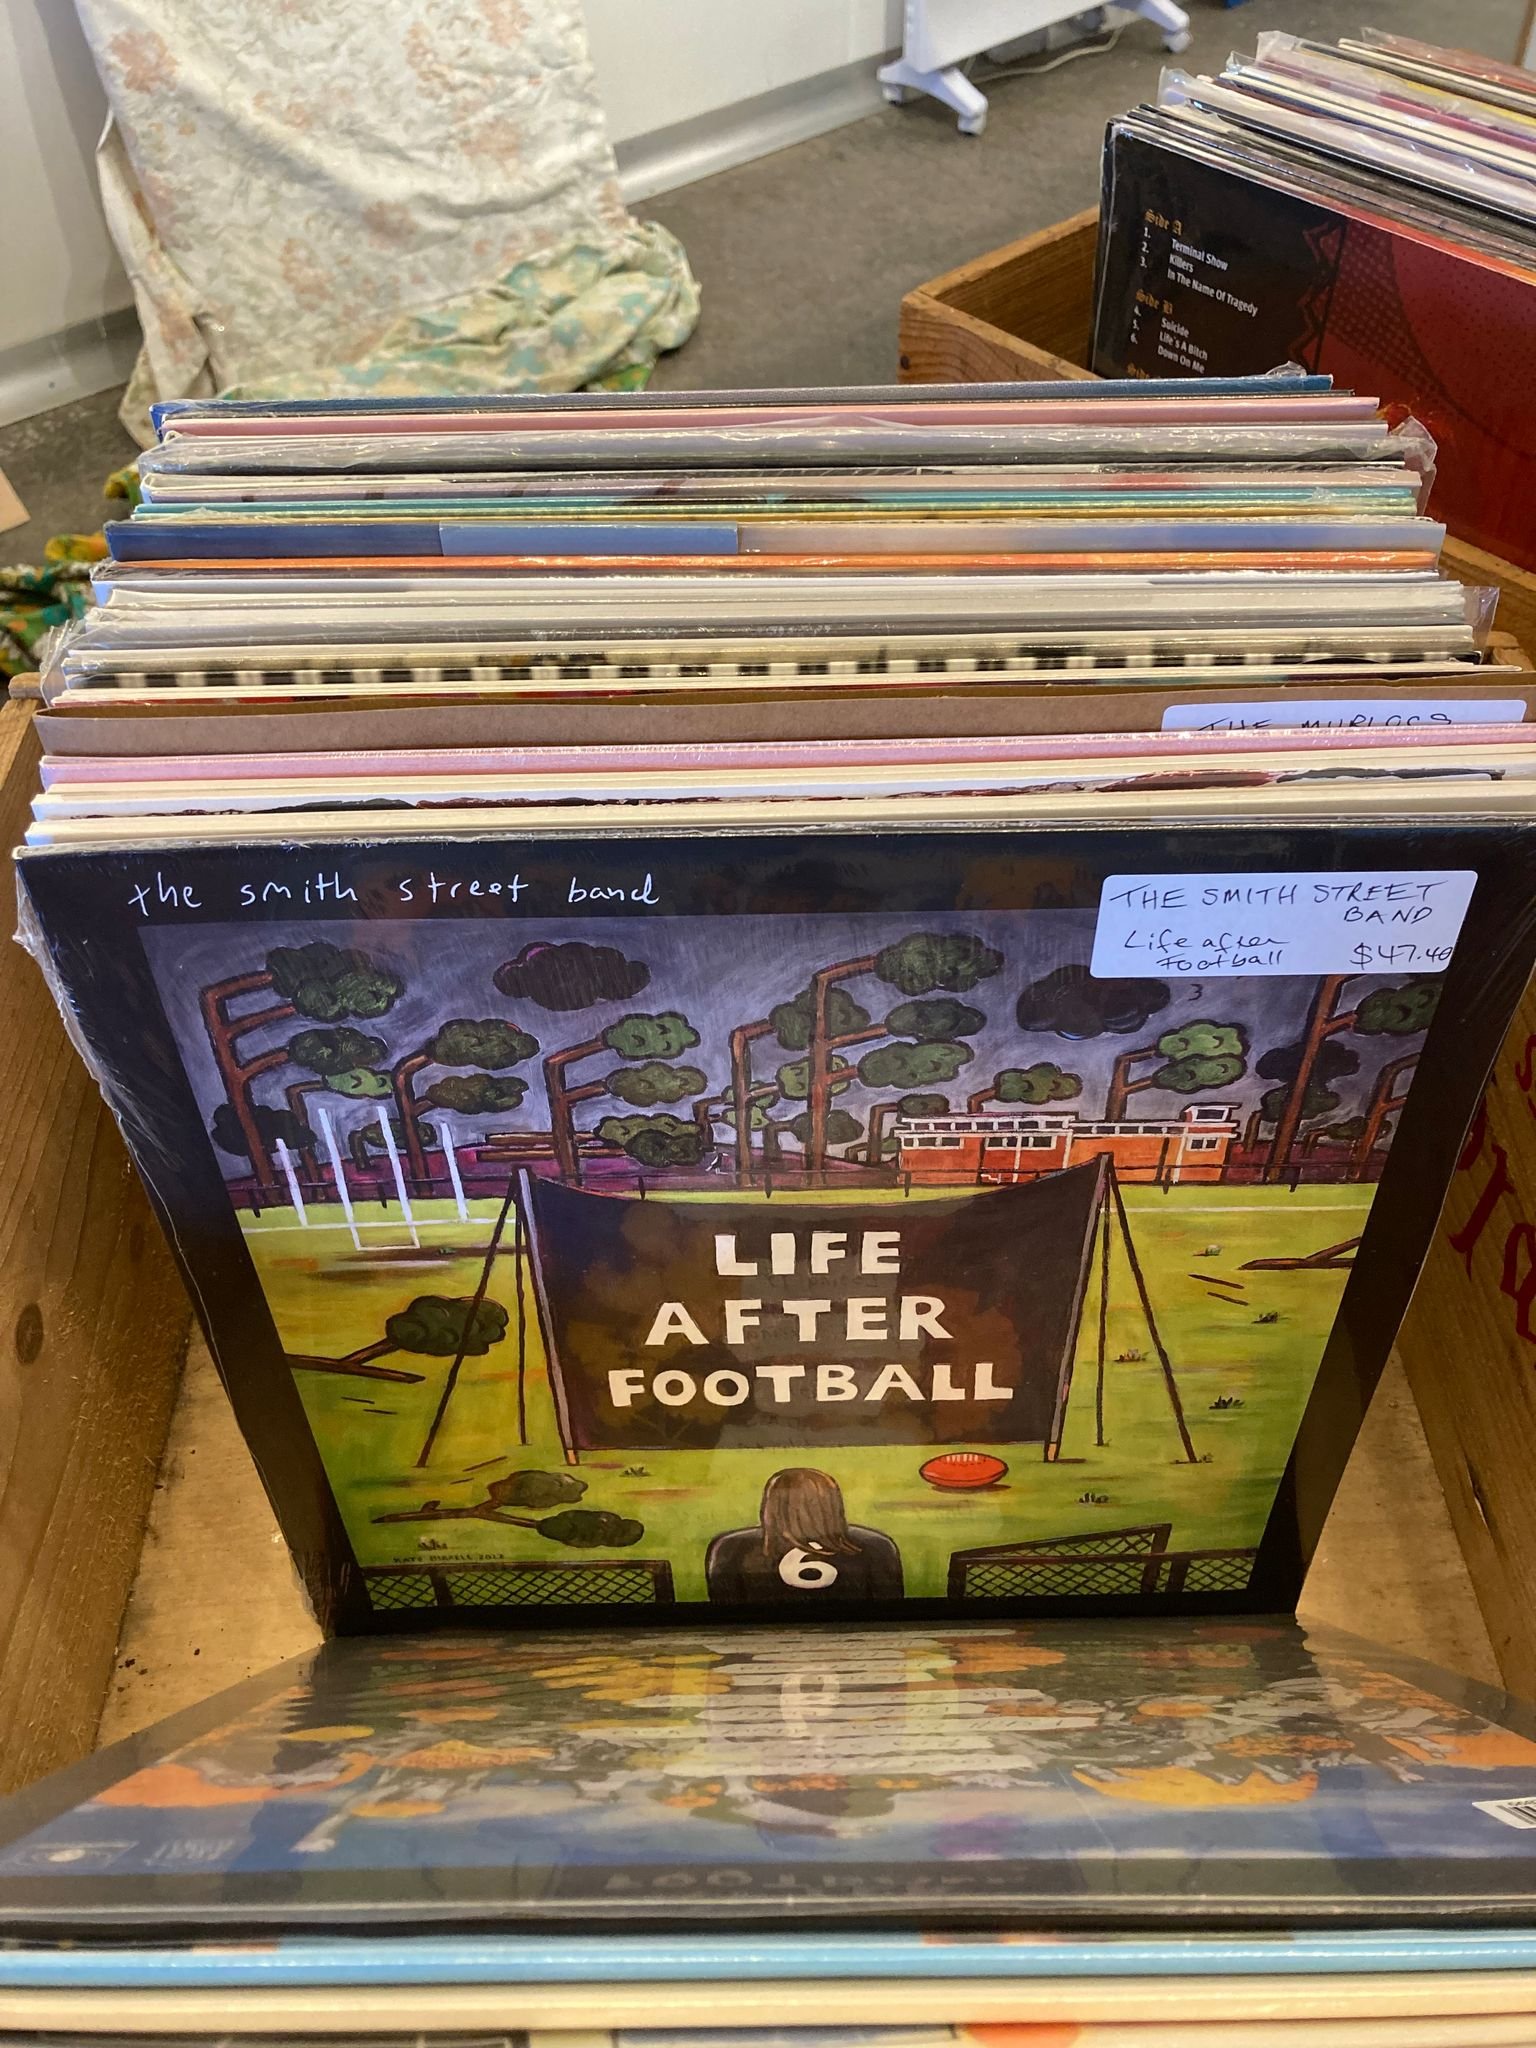 Side A
1. Terminal Show
2. Killers
3. In The Name Of Tragedy
Side B
4. Suicide
5. Life's A Bitch
6. Down On Me
THE MURLOCS
the smith street band
THE SMITH STREET
BAND
Life after
Football $47.40
3
LIFE
AFTER
FOOTBALL
6